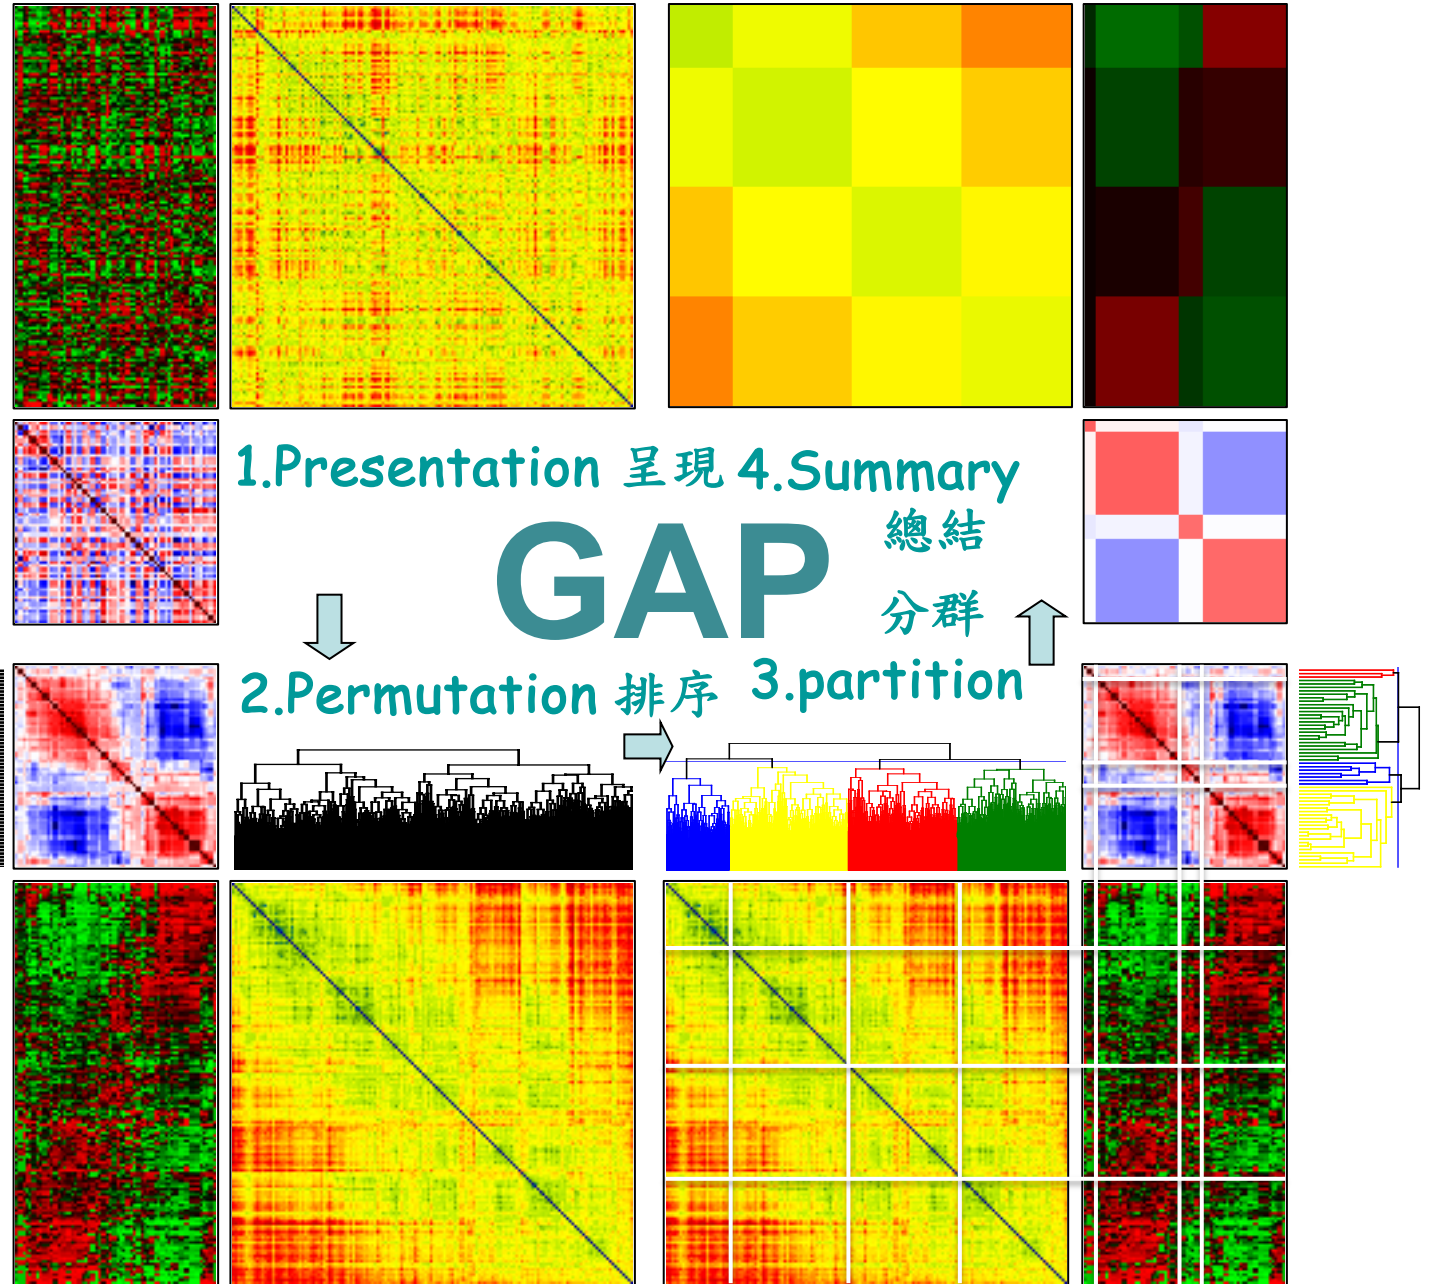 1.Presentation 呈現
4.Summary
總結
GAP
分群
2.Permutation 排序
3.partition